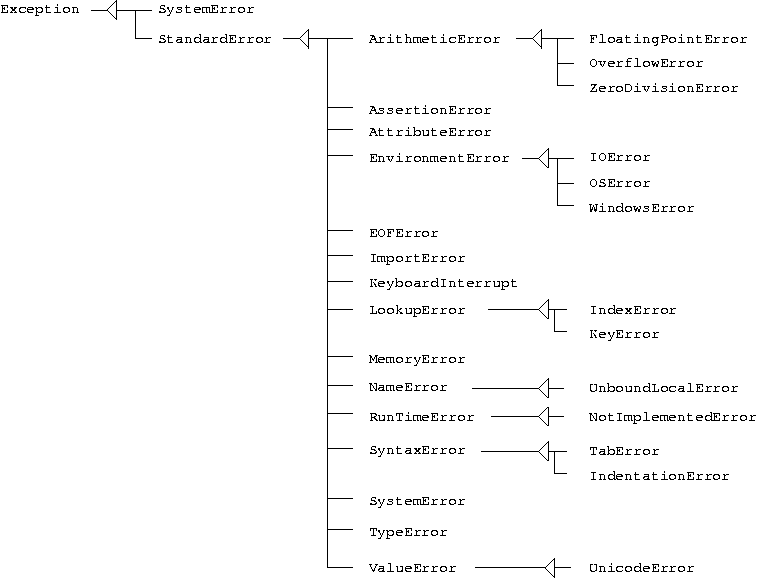 Exception SystemError
StandardError ArithmeticError FloatingPointError
OverflowError
ZeroDivisionError
AssertionError
AttributeError
EnvironmentError IOError
OSError
WindowsError
EOFError
ImportError
KeyboardInterrupt
LookupError IndexError
KeyError
MemoryError
NameError UnboundLocalError
RunTimeError NotImplementedError
SyntaxError TabError
IndentationError
SystemError
TypeError
ValueError UnicodeError